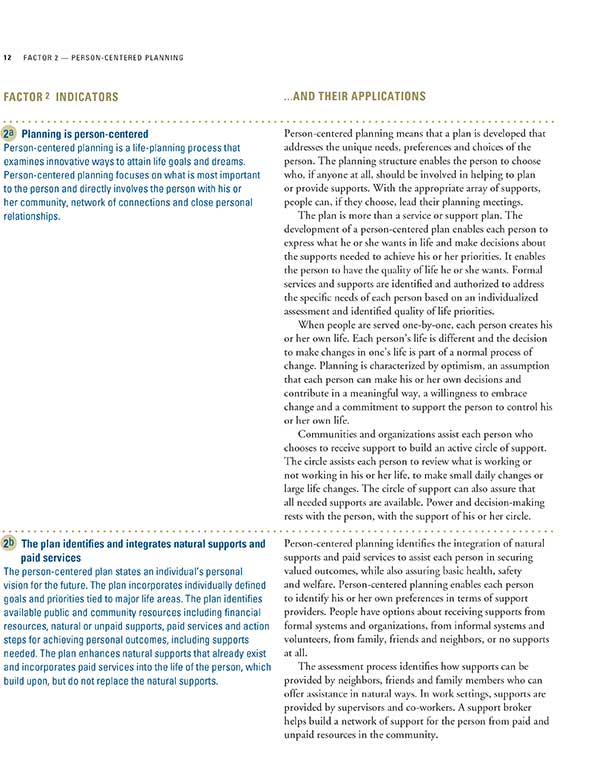 12 FACTOR 2 — PERSON-CENTERED PLANNING
FACTOR 2 INDICATORS
2a Planning is person-centered
Person-centered planning is a life-planning process that
examines innovative ways to attain life goals and dreams.
Person-centered planning focuses on what is most important
to the person and directly involves the person with his or
her community, network of connections and close personal
relationships.
...AND THEIR APPLICATIONS
Person-centered planning means that a plan is developed that
addresses the unique needs, preferences and choices of the
person. The planning structure enables the person to choose
who, if anyone at all, should be involved in helping to plan
or provide supports. With the appropriate array of supports,
people can, if they choose, lead their planning meetings.
The plan is more than a service or support plan. The
development of a person-centered plan enables each person to
express what he or she wants in life and make decisions about
the supports needed to achieve his or her priorities. It enables
the person to have the quality of life he or she wants. Formal
services and supports are identified and authorized to address
the specific needs of each person based on an individualized
assessment and identified quality of life priorities.
When people are served one-by-one, each person creates his
or her own life. Each person's life is different and the decision
to make changes in one's life is part of a normal process of
change. Planning is characterized by optimism, an assumption
that each person can make his or her own decisions and
contribute in a meaningful way, a willingness to embrace
change and a commitment to support the person to control his
or her own life.
Communities and organizations assist each person who
chooses to receive support to build an active circle of support.
The circle assists each person to review what is working or
not working in his or her life, to make small daily changes or
large life changes. The circle of support can also assure that
all needed supports are available. Power and decision-making
rests with the person, with the support of his or her circle.
2b The plan identifies and integrates natural supports and
paid services
The person-centered plan states an individual's personal
vision for the future. The plan incorporates individually defined
goals and priorities tied to major life areas. The plan identifies
available public and community resources including financial
resources, natural or unpaid supports, paid services and action
steps for achieving personal outcomes, including supports
needed. The plan enhances natural supports that already exist
and incorporates paid services into the life of the person, which
build upon, but do not replace the natural supports.
Person-centered planning identifies the integration of natural
supports and paid services to assist each person in securing
valued outcomes, while also assuring basic health, safety
and welfare. Person-centered planning enables each person
to identify his or her own preferences in terms of support
providers. People have options about receiving supports from
formal systems and organizations, from informal systems and
volunteers, from family, friends and neighbors, or no supports
at all.
The assessment process identifies how supports can be
provided by neighbors, friends and family members who can
offer assistance in natural ways. In work settings, supports are
provided by supervisors and co-workers. A support broker
helps build a network of support for the person from paid and
unpaid resources in the community.